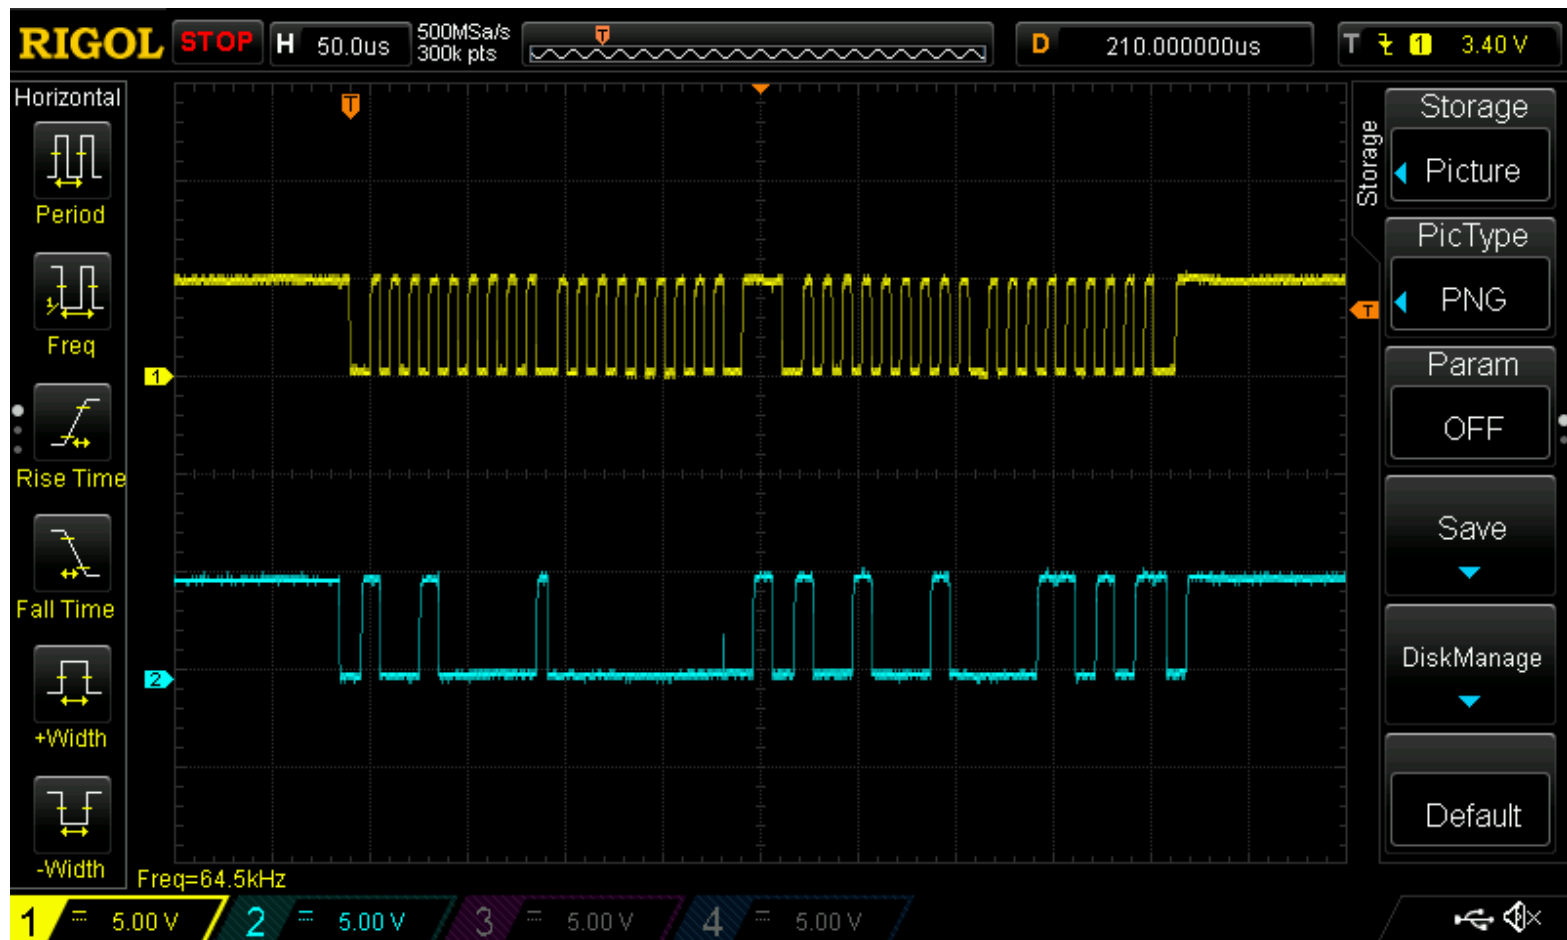 RIGOL STOP H 50.0us 500MSa/s D 210.000000us T 1 3.40 V
300k pts
T
Horizontal
Period
Freq
Rise Time
Fall Time
+Width
-Width
T
1
2
T
Storage
Storage
Picture
PicType
PNG
Param
OFF
Save
DiskManage
Default
Freq=64.5kHz
1 5.00 V 2 5.00 V 3 5.00 V 4 5.00 V